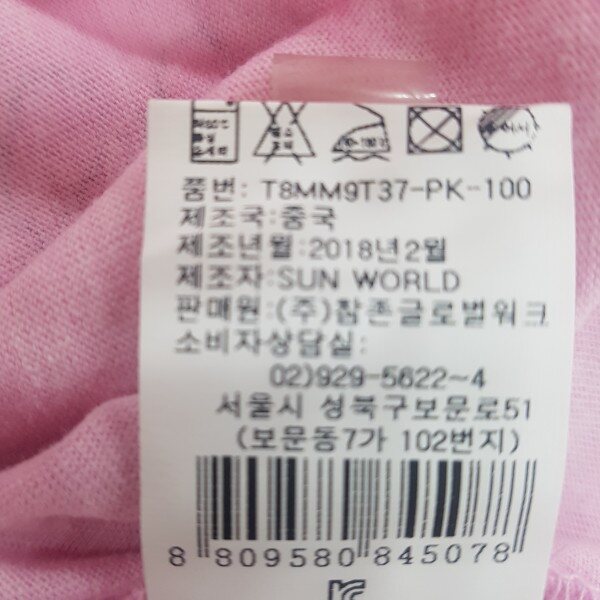 품번: T8MM9T37-PK-100
제조국:중국
제조년월:2018년2월
제조자:SUN WORLD
판매원:(주)참존글로벌워크
소비자상담실:
02)929-5622~4
서울시 성북구보문로51
(보문동7가 102번지)
8 809580 845078